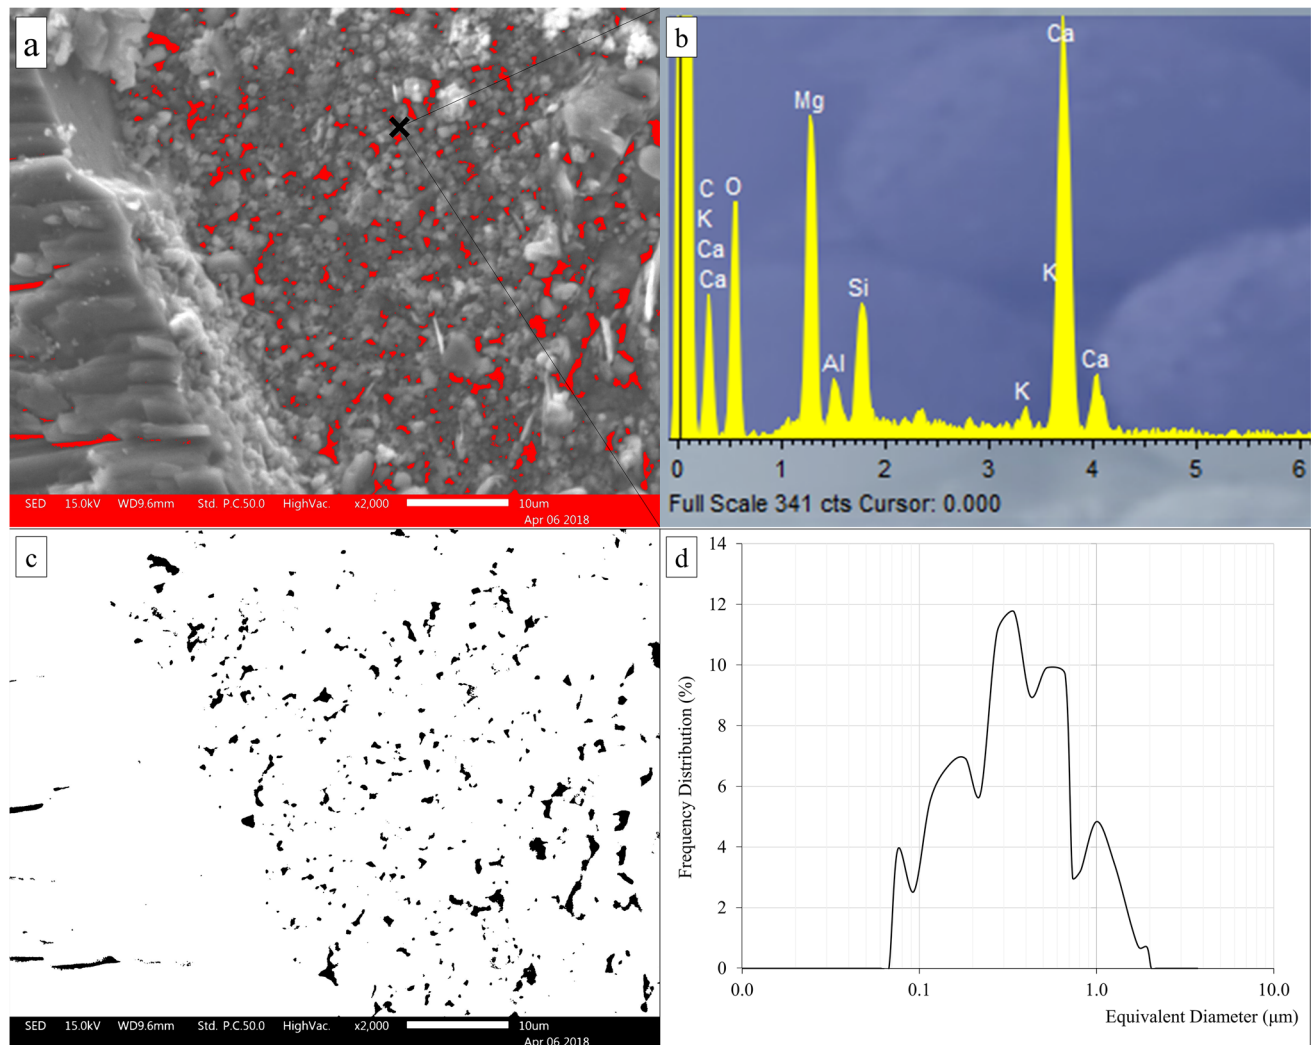 a
SED 15.0kV WD9.6mm Std. P.C.50.0 HighVac. x2,000 10um
Apr 06 2018
b
Ca
Mg
C O
K
Ca
Ca
Si
K
Al
K
Ca
0 1 2 3 4 5 6
Full Scale 341 cts Cursor: 0.000
c
SED 15.0kV WD9.6mm Std. P.C.50.0 HighVac. x2,000 10um
Apr 06 2018
d
Frequency Distribution (%)
14
12
10
8
6
4
2
0
0.0 0.1 1.0 10.0
Equivalent Diameter (μm)